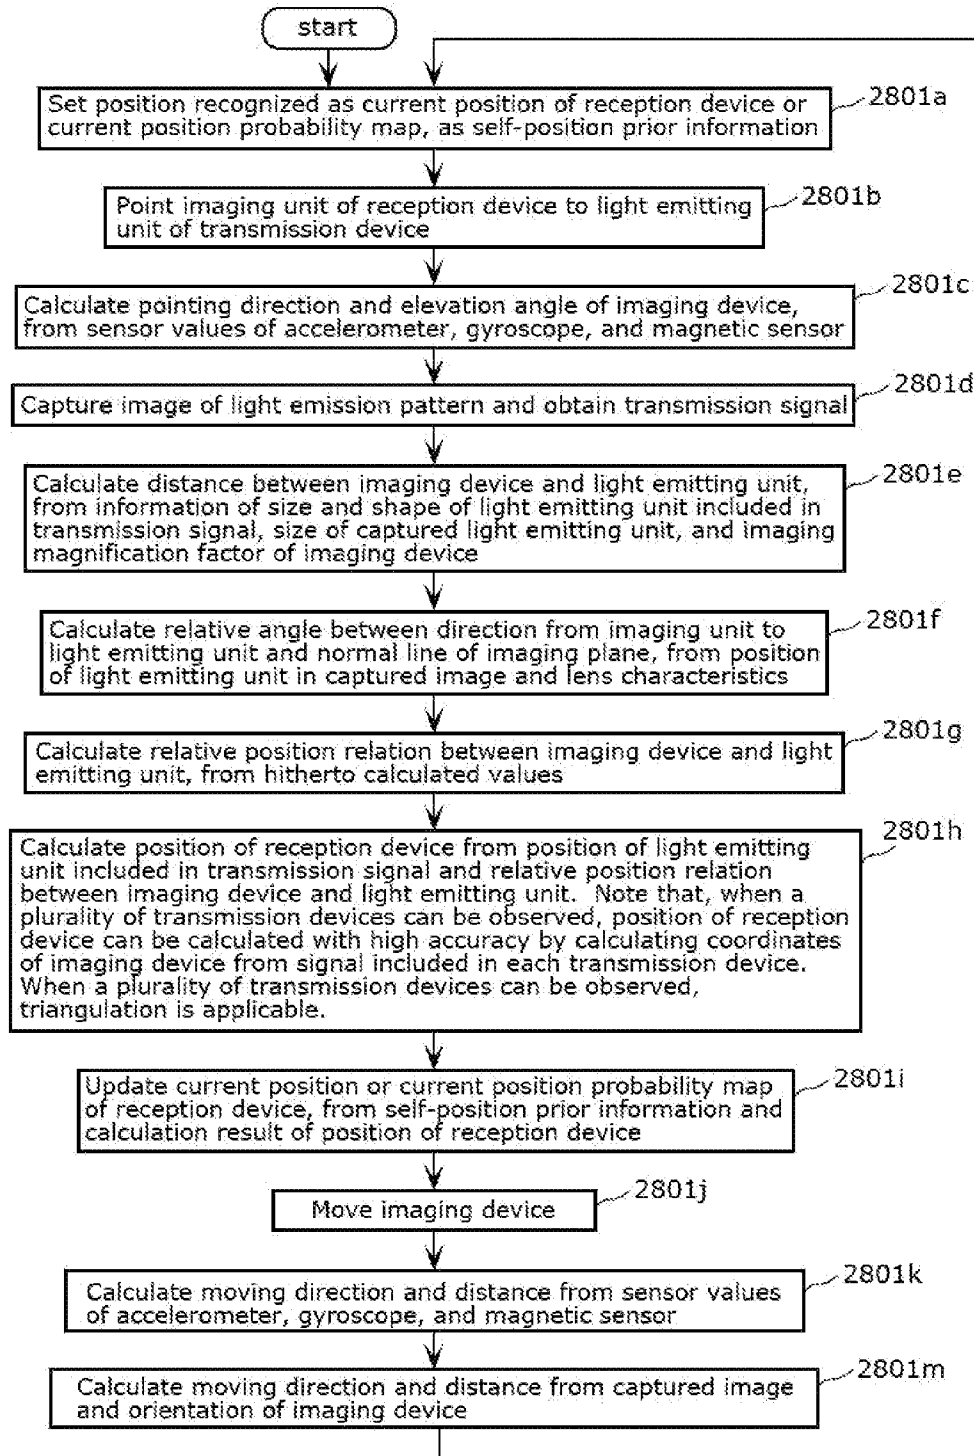 start
2801a
Set position recognized as current position of reception device or
current position probability map, as self-position prior information
2801b
Point imaging unit of reception device to light emitting
unit of transmission device
2801c
Calculate pointing direction and elevation angle of imaging device,
from sensor values of accelerometer, gyroscope, and magnetic sensor
2801d
Capture image of light emission pattern and obtain transmission signal
2801e
Calculate distance between imaging device and light emitting unit,
from information of size and shape of light emitting unit included in
transmission signal, size of captured light emitting unit, and imaging
magnification factor of imaging device
2801f
Calculate relative angle between direction from imaging unit to
light emitting unit and normal line of imaging plane, from position
of light emitting unit in captured image and lens characteristics
2801g
Calculate relative position relation between imaging device and light
emitting unit, from hitherto calculated values
2801h
Calculate position of reception device from position of light emitting
unit included in transmission signal and relative position relation
between imaging device and light emitting unit. Note that, when a
plurality of transmission devices can be observed, position of reception
device can be calculated with high accuracy by calculating coordinates
of imaging device from signal included in each transmission device.
When a plurality of transmission devices can be observed,
triangulation is applicable.
2801i
Update current position or current position probability map
of reception device, from self-position prior information and
calculation result of position of reception device
2801j
Move imaging device
2801k
Calculate moving direction and distance from sensor values
of accelerometer, gyroscope, and magnetic sensor
2801m
Calculate moving direction and distance from captured image
and orientation of imaging device